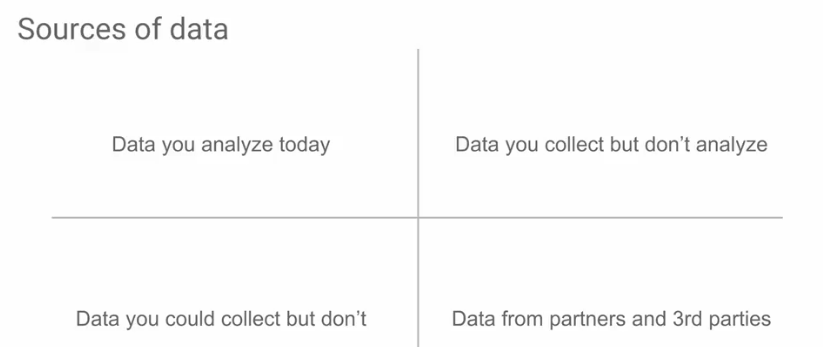 Sources of data
Data you analyze today
Data you collect but don't analyze
Data you could collect but don't
Data from partners and 3rd parties